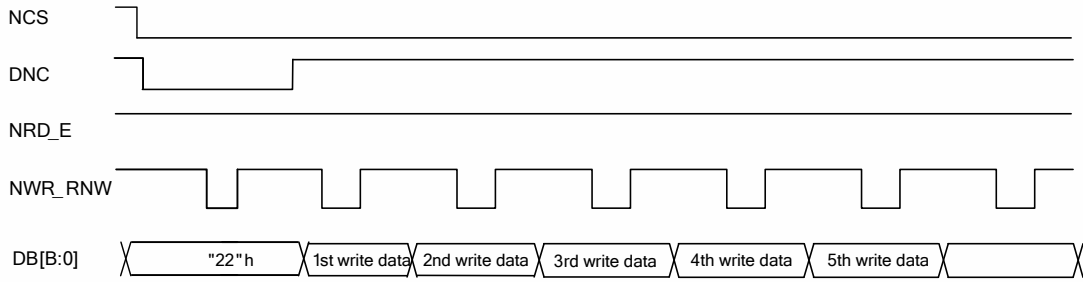 NCS
DNC
NRD_E
NWR_RNW
DB[B:0] "22"h 1st write data 2nd write data 3rd write data 4th write data 5th write data